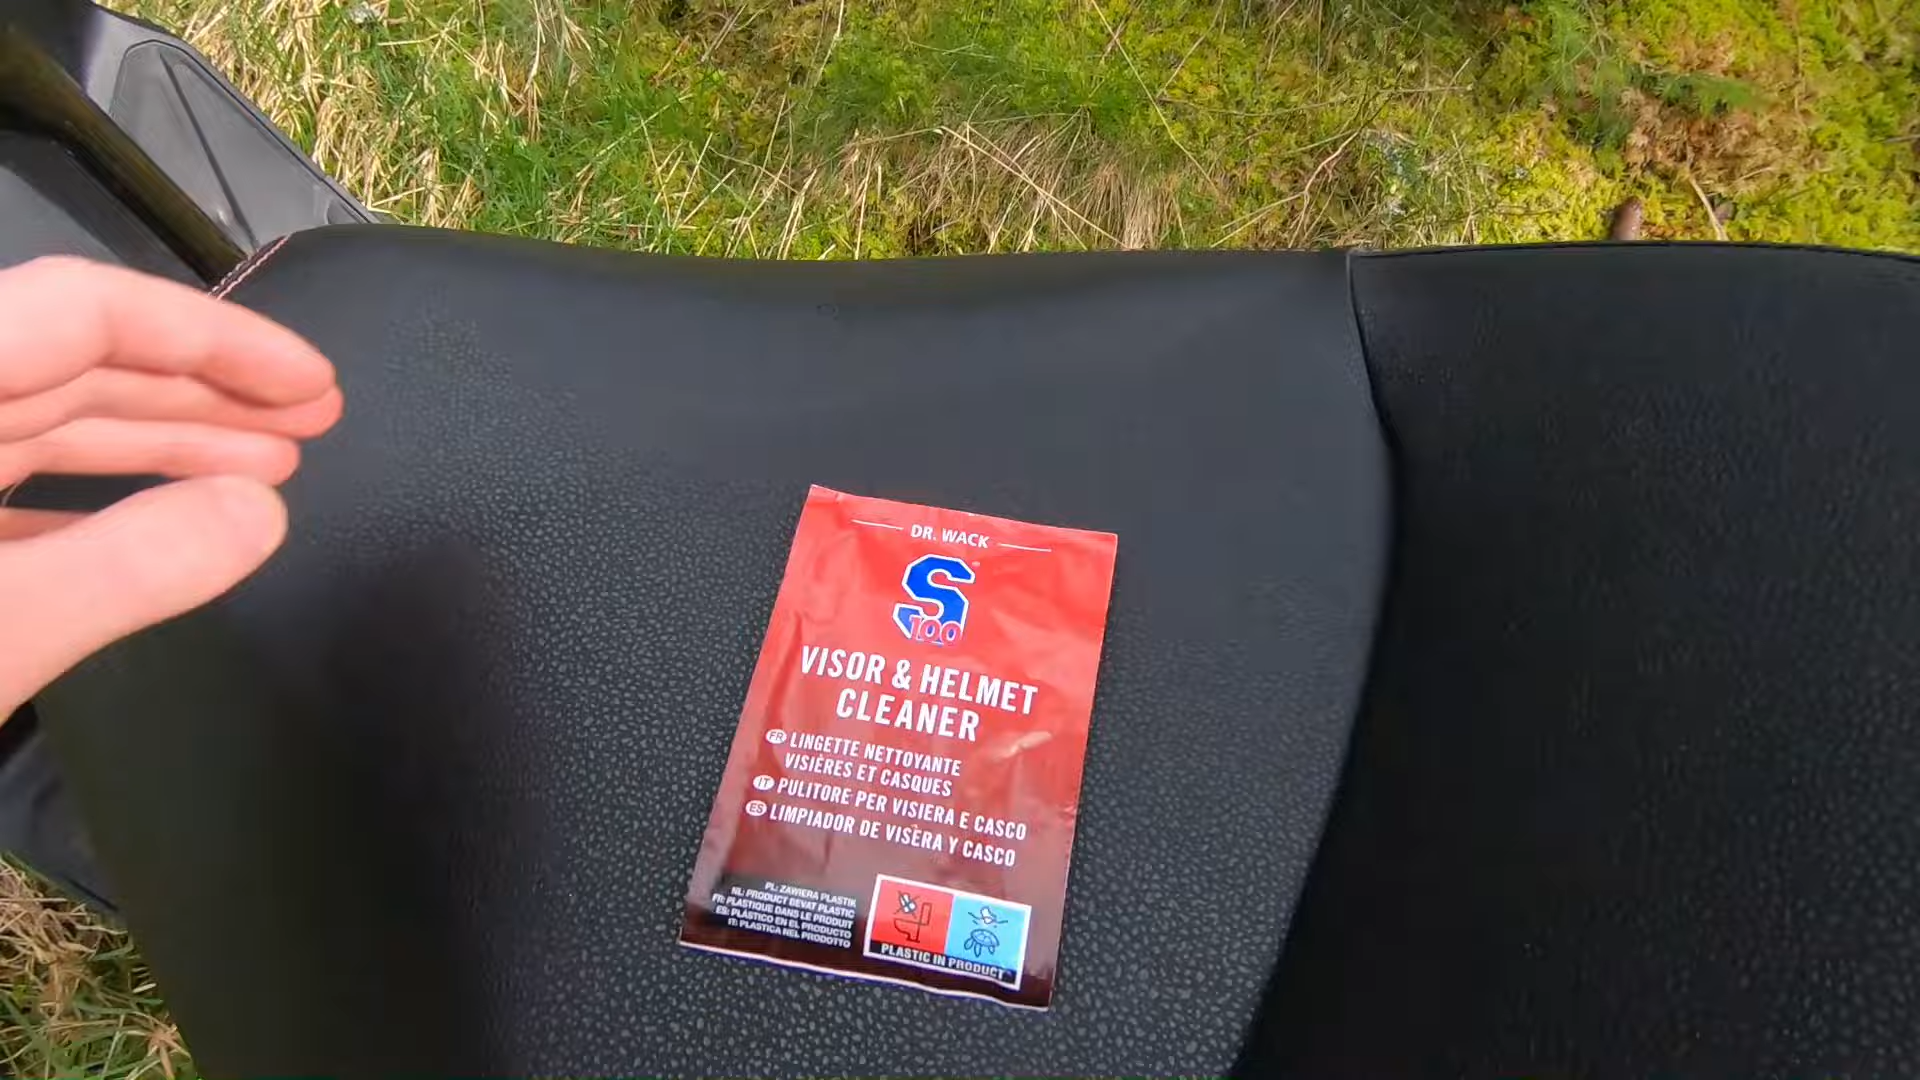 DR. WACK
S
100
VISOR & HELMET
CLEANER
FR LINGETTE NETTOYANTE
VISIÈRES ET CASQUES
IT PULITORE PER VISIERA E CASCO
ES LIMPIADOR DE VISERA Y CASCO
PL: ZAWIERA PLASTIK
NL: PRODUCT BEVAT PLASTIC
FR: PLASTIQUE DANS LE PRODUIT
ES: PLÁSTICO EN EL PRODUCTO
IT: PLASTICA NEL PRODOTTO
PLASTIC IN PRODUCT